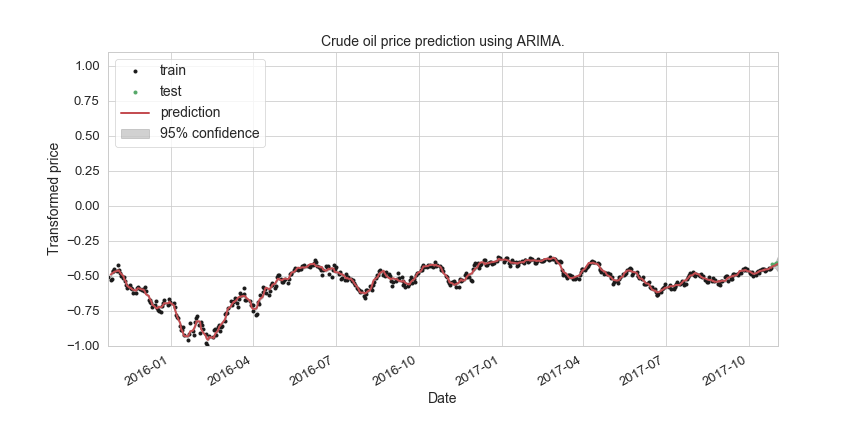 Crude oil price prediction using ARIMA.
train
test
prediction
95% confidence
1.00
0.75
0.50
0.25
0.00
−0.25
−0.50
−0.75
−1.00
Transformed price
2016-01
2016-04
2016-07
2016-10
2017-01
2017-04
2017-07
2017-10
Date